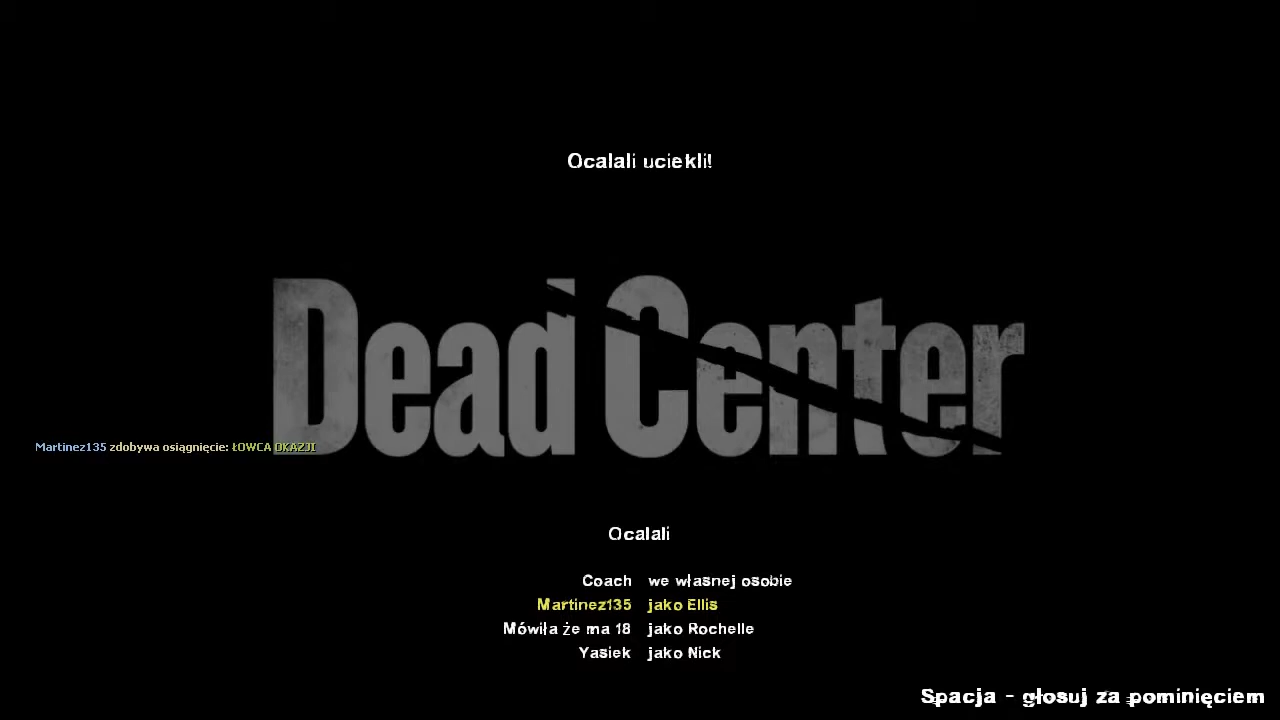 Ocalali uciekli!
Dead Center
Martinez135 zdobywa osiągnięcie: ŁOWCA OKAZJI
Ocalali
Coach we własnej osobie
Martinez135 jako Ellis
Mówiła że ma 18 jako Rochelle
Yasiek jako Nick
Spacja - głosuj za pominięciem